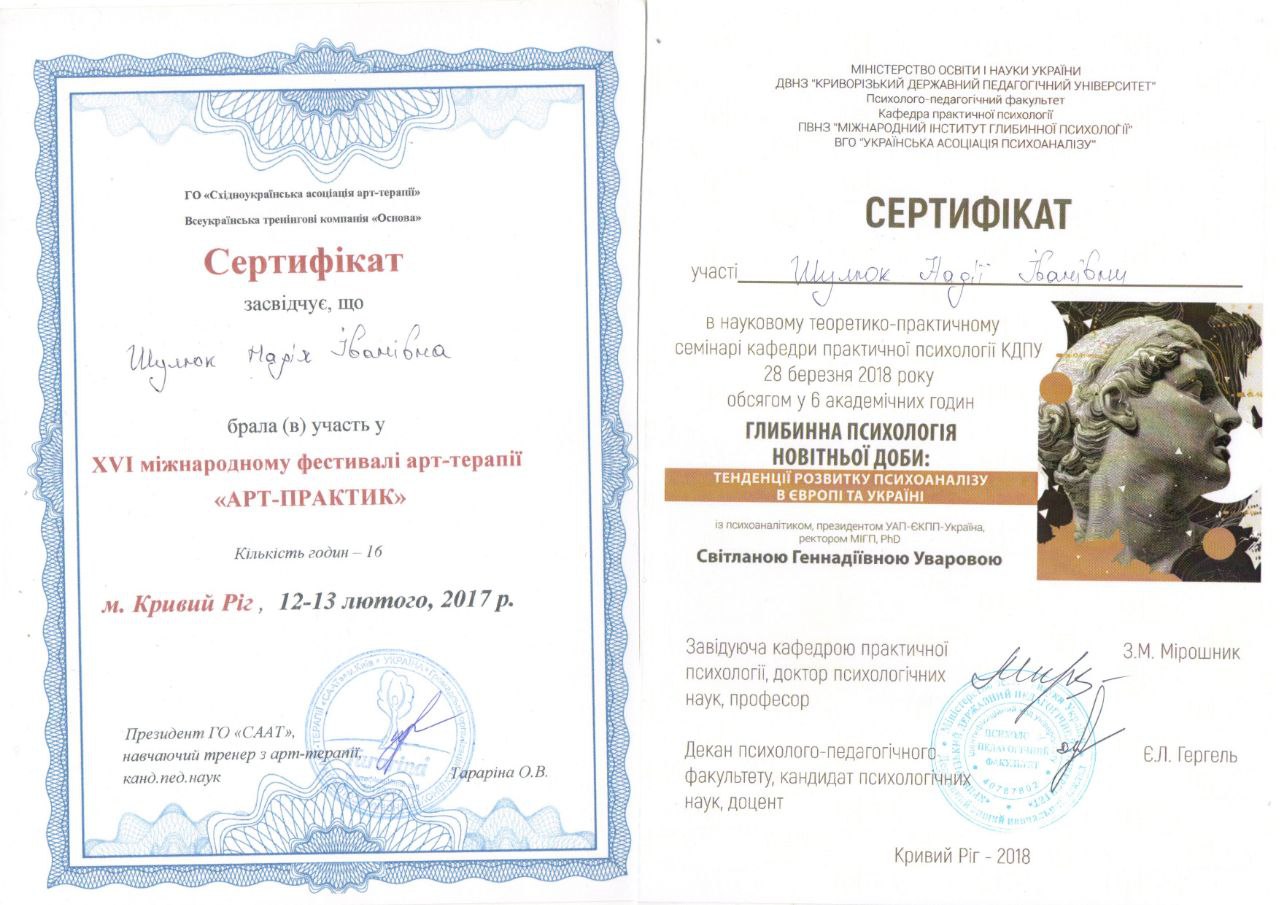 ГО «Східноукраїнська асоціація арт-терапії»
Всеукраїнська тренінгові компанія «Основа»
Сертифікат
засвідчує, що
Шулюк Надія Іванівна
брала (в) участь у
XVI міжнародному фестивалі арт-терапії
«АРТ-ПРАКТИК»
Кількість годин – 16
м. Кривий Ріг , 12-13 лютого, 2017 р.
Президент ГО «СААТ»,
навчаючий тренер з арт-терапії,
канд.пед.наук
Тараріна О.В.
МІНІСТЕРСТВО ОСВІТИ І НАУКИ УКРАЇНИ
ДВНЗ "КРИВОРІЗЬКИЙ ДЕРЖАВНИЙ ПЕДАГОГІЧНИЙ УНІВЕРСИТЕТ"
Психолого-педагогічний факультет
Кафедра практичної психології
ПВНЗ "МІЖНАРОДНИЙ ІНСТИТУТ ГЛИБИННОЇ ПСИХОЛОГІЇ"
ВГО "УКРАЇНСЬКА АСОЦІАЦІЯ ПСИХОАНАЛІЗУ"
СЕРТИФІКАТ
участі Шулюк Надії Іванівни
в науковому теоретико-практичному
семінарі кафедри практичної психології КДПУ
28 березня 2018 року
обсягом у 6 академічних годин
ГЛИБИННА ПСИХОЛОГІЯ
НОВІТНЬОЇ ДОБИ:
ТЕНДЕНЦІЇ РОЗВИТКУ ПСИХОАНАЛІЗУ
В ЄВРОПІ ТА УКРАЇНІ
із психоаналітиком, президентом УАП-ЄКПП-Україна,
ректором МІГП, PhD
Світланою Геннадіївною Уваровою
Завідуюча кафедрою практичної
психології, доктор психологічних
наук, професор
З.М. Мірошник
Декан психолого-педагогічного
факультету, кандидат психологічних
наук, доцент
Є.Л. Гергель
ПСИХОЛО
ПЕДАГОГІЧНИЙ
ФАКУЛЬТЕТ
40787802
Кривий Ріг - 2018